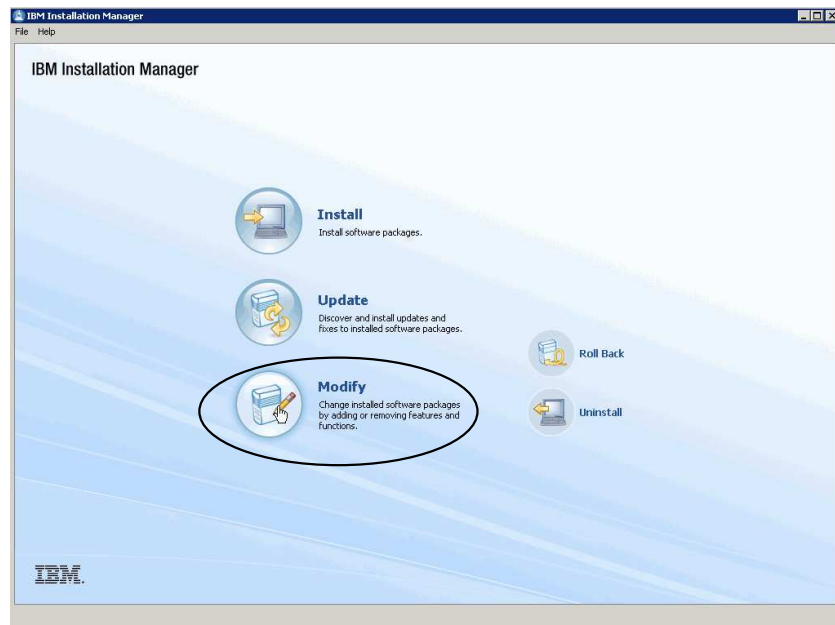 IBM Installation Manager
File Help
IBM Installation Manager
Install
Install software packages.
Update
Discover and install updates and
fixes to installed software packages.
Modify
Change installed software packages
by adding or removing features and
functions.
Roll Back
Uninstall
IBM.